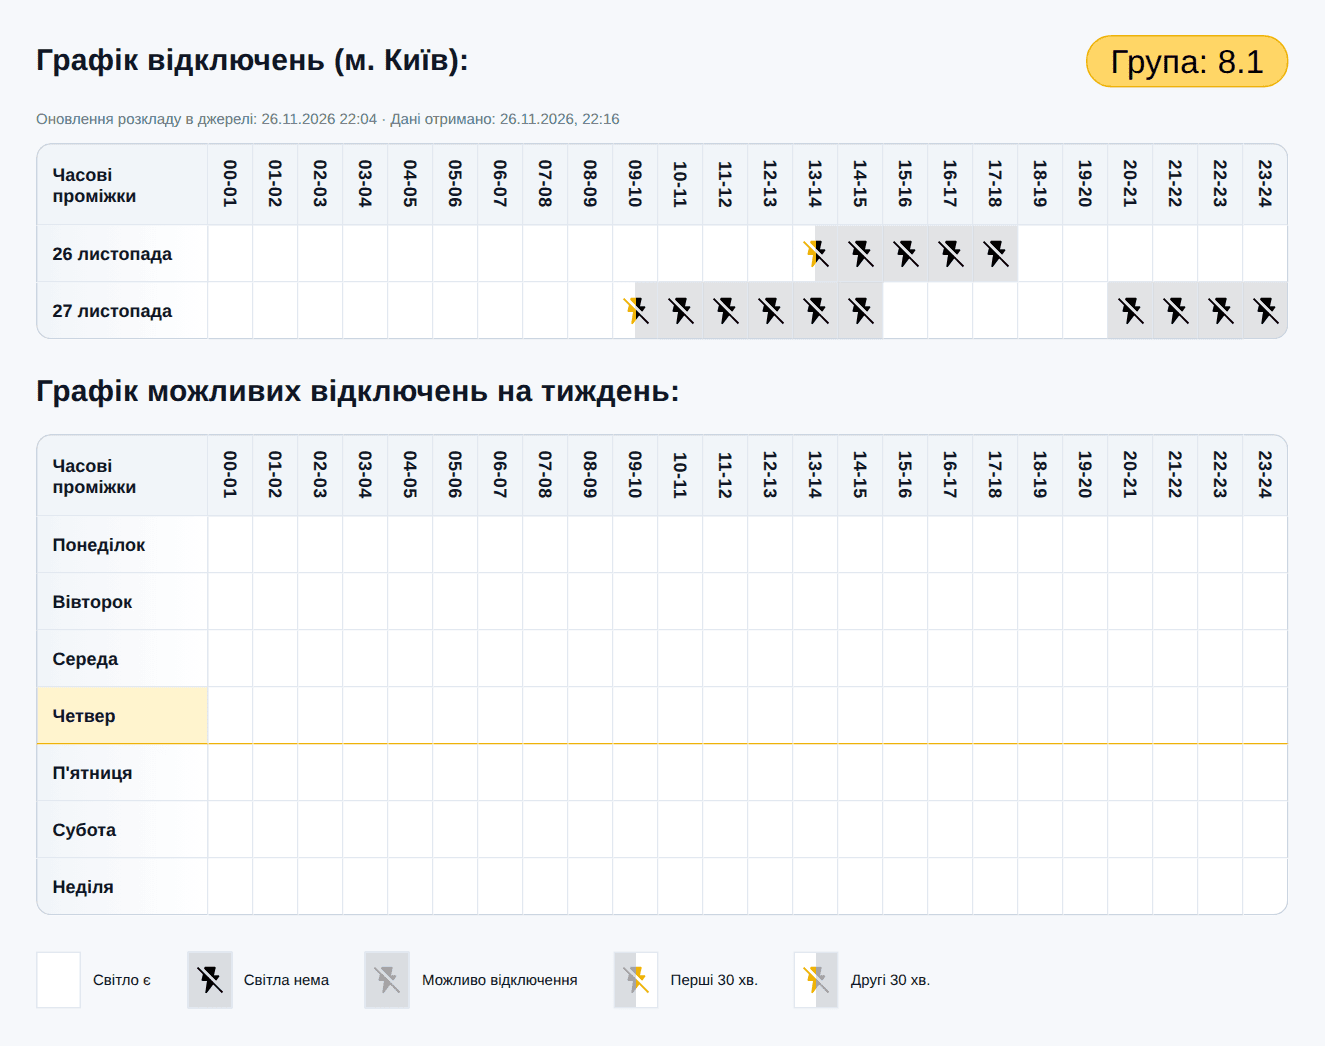 Графік відключень (м. Київ):
Група: 8.1
Оновлення розкладу в джерелі: 26.11.2026 22:04 · Дані отримано: 26.11.2026, 22:16
Часові
проміжки
00-01 01-02 02-03 03-04 04-05 05-06 06-07 07-08 08-09 09-10 10-11 11-12 12-13 13-14 14-15 15-16 16-17 17-18 18-19 19-20 20-21 21-22 22-23 23-24
26 листопада
27 листопада
Графік можливих відключень на тиждень:
Часові
проміжки
00-01 01-02 02-03 03-04 04-05 05-06 06-07 07-08 08-09 09-10 10-11 11-12 12-13 13-14 14-15 15-16 16-17 17-18 18-19 19-20 20-21 21-22 22-23 23-24
Понеділок
Вівторок
Середа
Четвер
П'ятниця
Субота
Неділя
Світло є Світла нема Можливо відключення Перші 30 хв. Другі 30 хв.